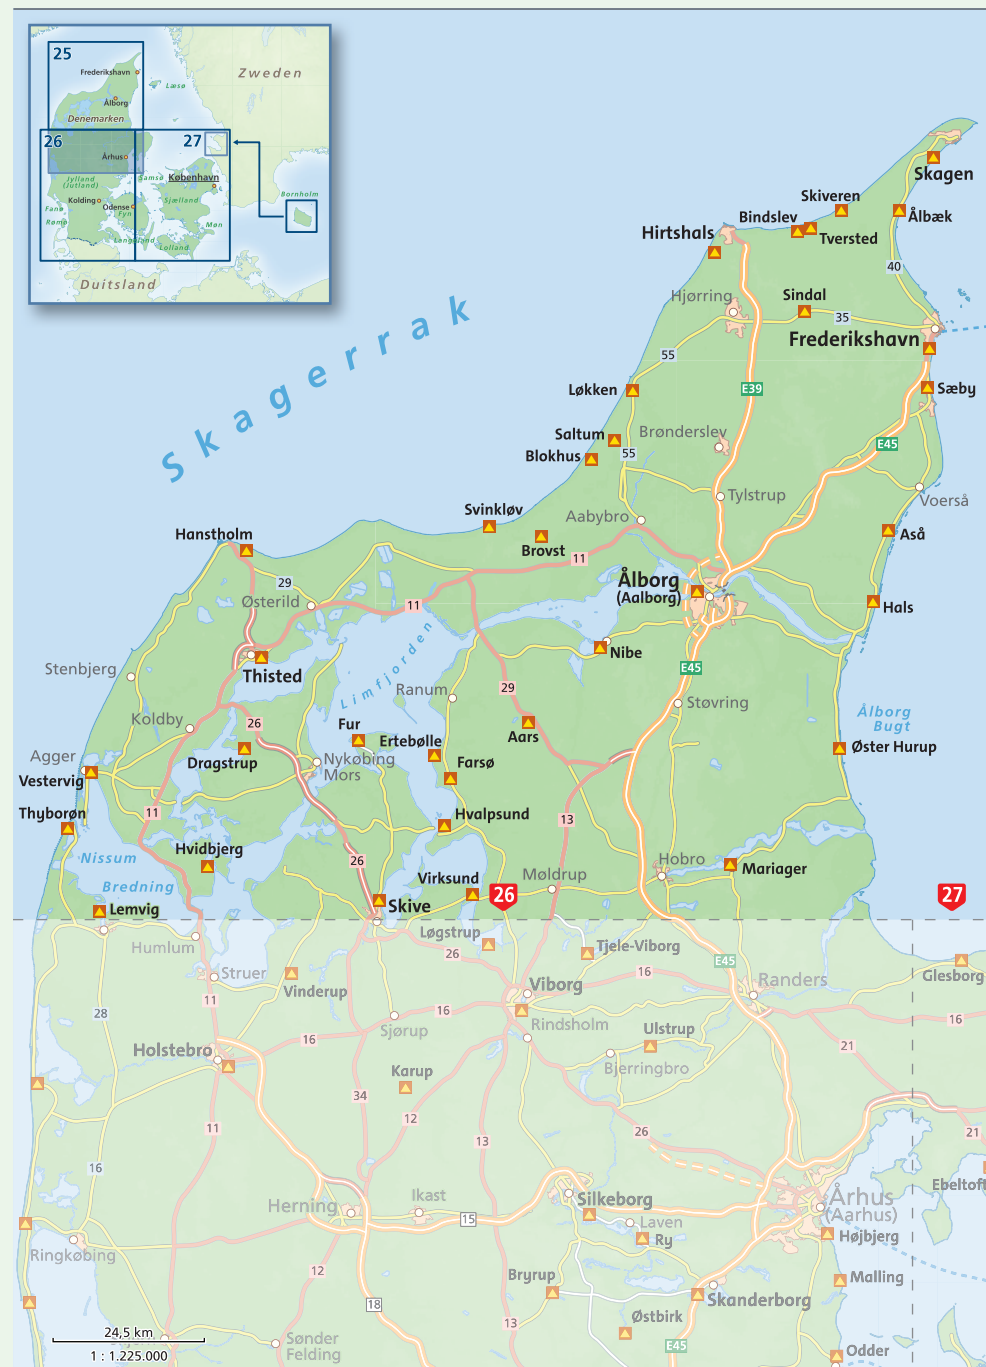 25
Frederikshavn
Zweden
Læsø
Ålborg
Denemarken
26
27
Århus
Jylland
(Jutland)
Samsø
København
Kolding
Odense
Fyn
Sjælland
Fanø
Rømø
Langeland
Lolland
Møn
Bornholm
Duitsland
Skagerrak
Skagen
Skiveren
Ålbæk
Bindslev
Tversted
Hirtshals
40
Hjørring
Sindal
35
Frederikshavn
55
Løkken
E39
Sæby
Saltum
Brønderslev
E45
Blokhus
55
Tylstrup
Voerså
Svinkløv
Aabybro
Hanstholm
Brovst
Aså
11
29
Ålborg
(Aalborg)
Østerild
11
Hals
Limfjorden
Nibe
Stenbjerg
Thisted
E45
Ranum
29
Støvring
Koldby
26
Fur
Aars
Ålborg
Bugt
Ertebølle
Øster Hurup
Agger
Dragstrup
Nykøbing
Mors
Farsø
Vestervig
Thyborøn
11
Hvalpsund
13
Nissum
Bredning
Hvidbjerg
26
Hobro
Mariager
Virksund
Møldrup
26
27
Lemvig
Skive
Humlum
Løgstrup
Tjele-Viborg
26
E45
Struer
16
Glesborg
Vinderup
Viborg
Randers
11
28
16
Rindsholm
16
Sjørup
Ulstrup
16
21
Holstebro
Bjerringbro
Karup
34
12
11
13
26
21
16
Ebeltoft
Silkeborg
Århus
(Aarhus)
Herning
Ikast
15
Laven
Ry
Højbjerg
Ringkøbing
12
Bryrup
Malling
18
Skanderborg
13
Østbirk
24,5 km
Sønder
Felding
E45
Odder
1 : 1.225.000